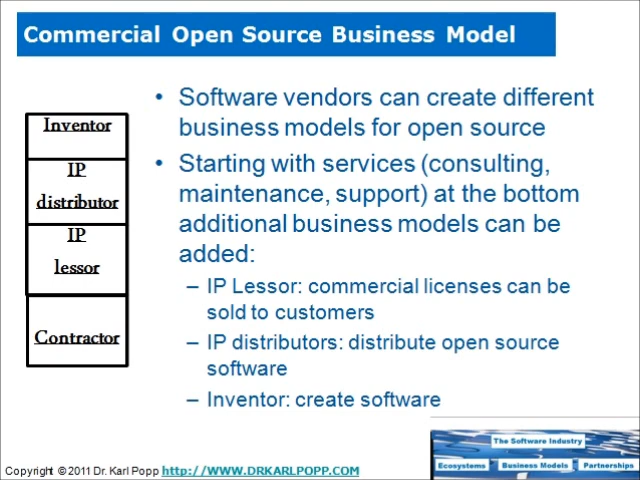 Commercial Open Source Business Model
Inventor
IP
distributor
IP
lessor
Contractor
• Software vendors can create different
business models for open source
• Starting with services (consulting,
maintenance, support) at the bottom
additional business models can be
added:
– IP Lessor: commercial licenses can be
sold to customers
– IP distributors: distribute open source
software
– Inventor: create software
Copyright © 2011 Dr. Karl Popp http://WWW.DRKARLPOPP.COM
The Software Industry
Ecosystems Business Models Partnerships